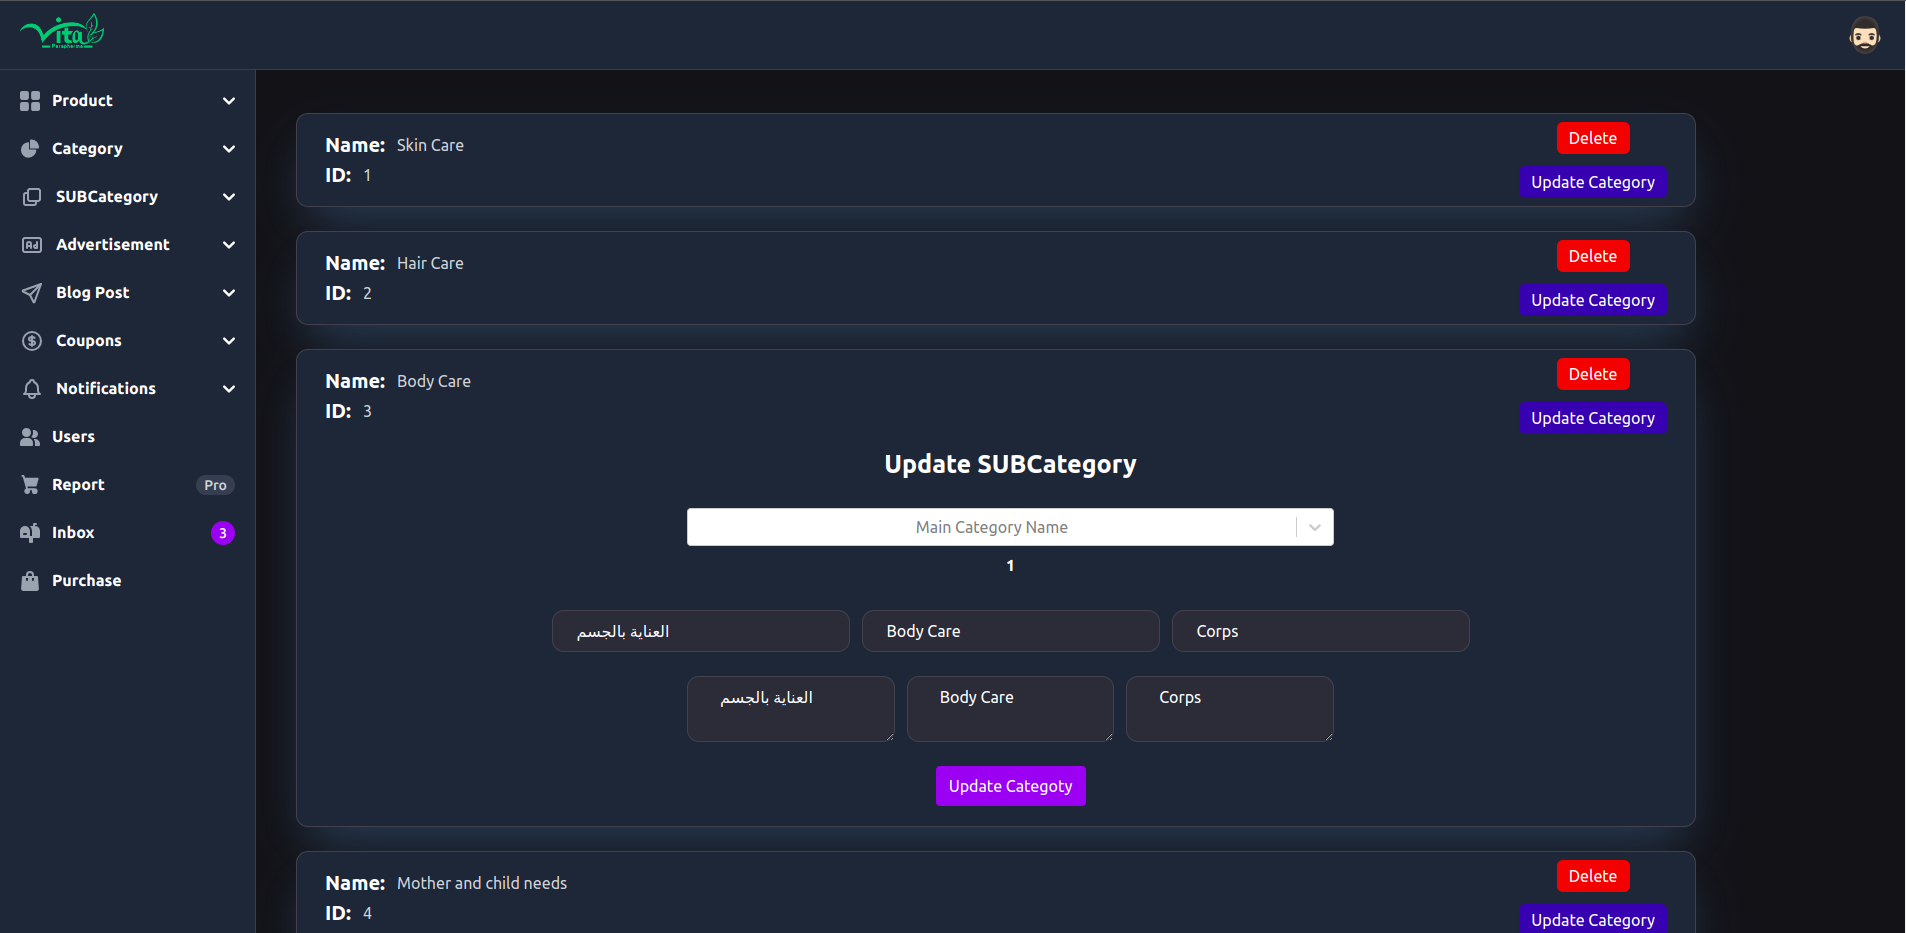 Vita
Parapharma
Product
Category
SUBCategory
Advertisement
Blog Post
Coupons
Notifications
Users
Report Pro
Inbox 3
Purchase
Name: Skin Care
ID: 1
Delete
Update Category
Name: Hair Care
ID: 2
Delete
Update Category
Name: Body Care
ID: 3
Delete
Update Category
Update SUBCategory
Main Category Name
1
العناية بالجسم Body Care Corps
العناية بالجسم Body Care Corps
Update Categoty
Name: Mother and child needs
ID: 4
Delete
Update Category